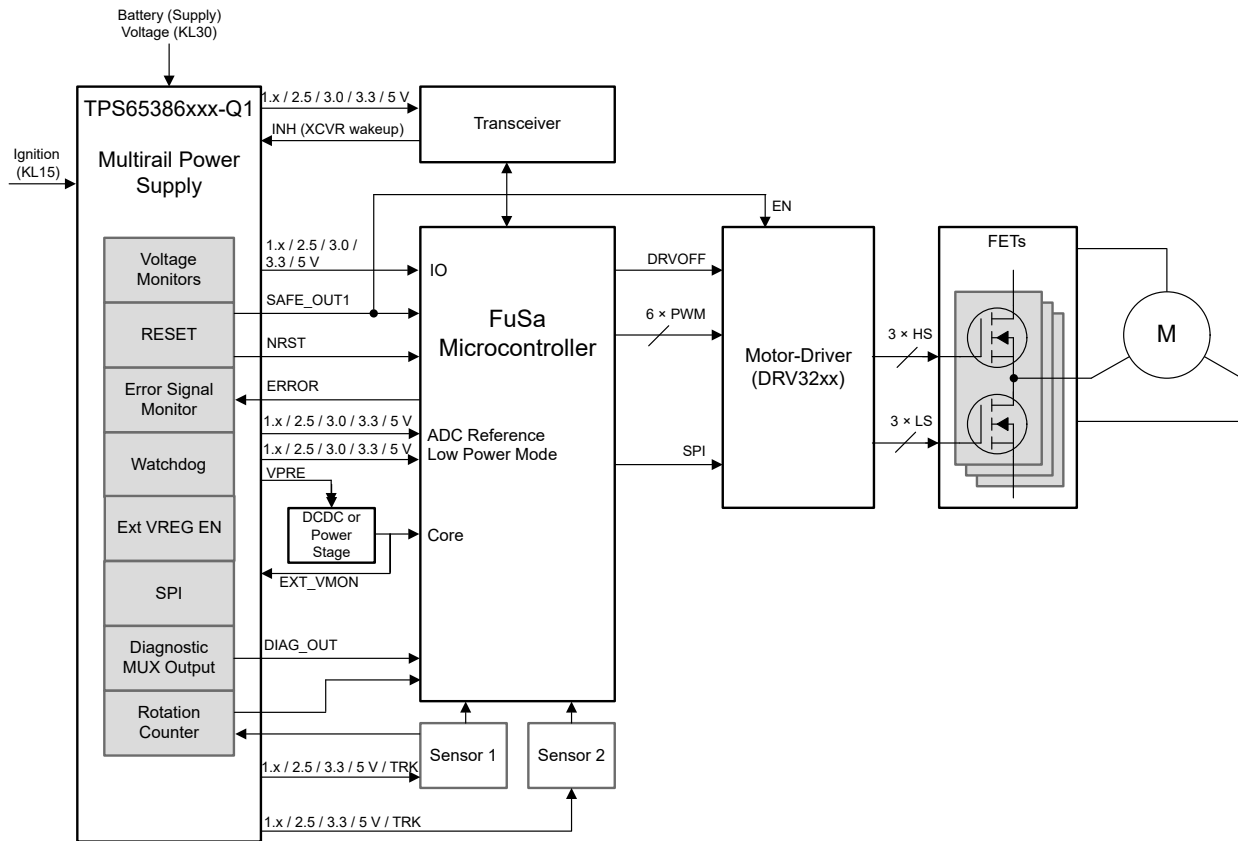 Battery (Supply)
Voltage (KL30)
TPS65386xxx-Q1
Multirail Power
Supply
Ignition
(KL15)
1.x / 2.5 / 3.0 / 3.3 / 5 V
INH (XCVR wakeup)
Transceiver
EN
Voltage
Monitors
RESET
Error Signal
Monitor
Watchdog
Ext VREG EN
SPI
Diagnostic
MUX Output
Rotation
Counter
1.x / 2.5 / 3.0 /
3.3 / 5 V
SAFE_OUT1
NRST
ERROR
1.x / 2.5 / 3.0 / 3.3 / 5 V
1.x / 2.5 / 3.0 / 3.3 / 5 V
VPRE
DCDC or
Power
Stage
EXT_VMON
DIAG_OUT
1.x / 2.5 / 3.3 / 5 V / TRK
1.x / 2.5 / 3.3 / 5 V / TRK
IO
FuSa
Microcontroller
ADC Reference
Low Power Mode
Core
Sensor 1
Sensor 2
DRVOFF
6 × PWM
SPI
Motor-Driver
(DRV32xx)
3 × HS
3 × LS
FETs
M